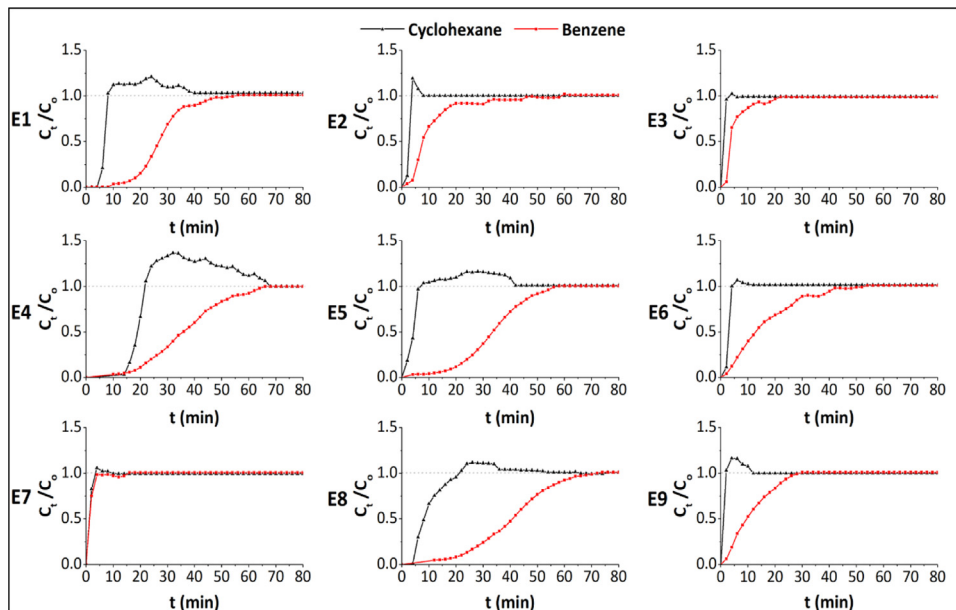 Cyclohexane Benzene
E1 Ct/Co 1.5 1.0 0.5 0.0
0 10 20 30 40 50 60 70 80
t (min)
E2 Ct/Co 1.5 1.0 0.5 0.0
0 10 20 30 40 50 60 70 80
t (min)
E3 Ct/Co 1.5 1.0 0.5 0.0
0 10 20 30 40 50 60 70 80
t (min)
E4 Ct/Co 1.5 1.0 0.5 0.0
0 10 20 30 40 50 60 70 80
t (min)
E5 Ct/Co 1.5 1.0 0.5 0.0
0 10 20 30 40 50 60 70 80
t (min)
E6 Ct/Co 1.5 1.0 0.5 0.0
0 10 20 30 40 50 60 70 80
t (min)
E7 Ct/Co 1.5 1.0 0.5 0.0
0 10 20 30 40 50 60 70 80
t (min)
E8 Ct/Co 1.5 1.0 0.5 0.0
0 10 20 30 40 50 60 70 80
t (min)
E9 Ct/Co 1.5 1.0 0.5 0.0
0 10 20 30 40 50 60 70 80
t (min)